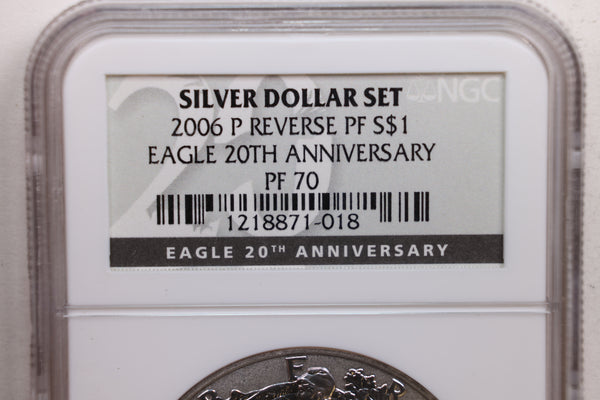 NGC
SILVER DOLLAR SET
2006 P REVERSE PF S$1
EAGLE 20TH ANNIVERSARY
PF 70
1218871-018
EAGLE 20TH ANNIVERSARY
E P